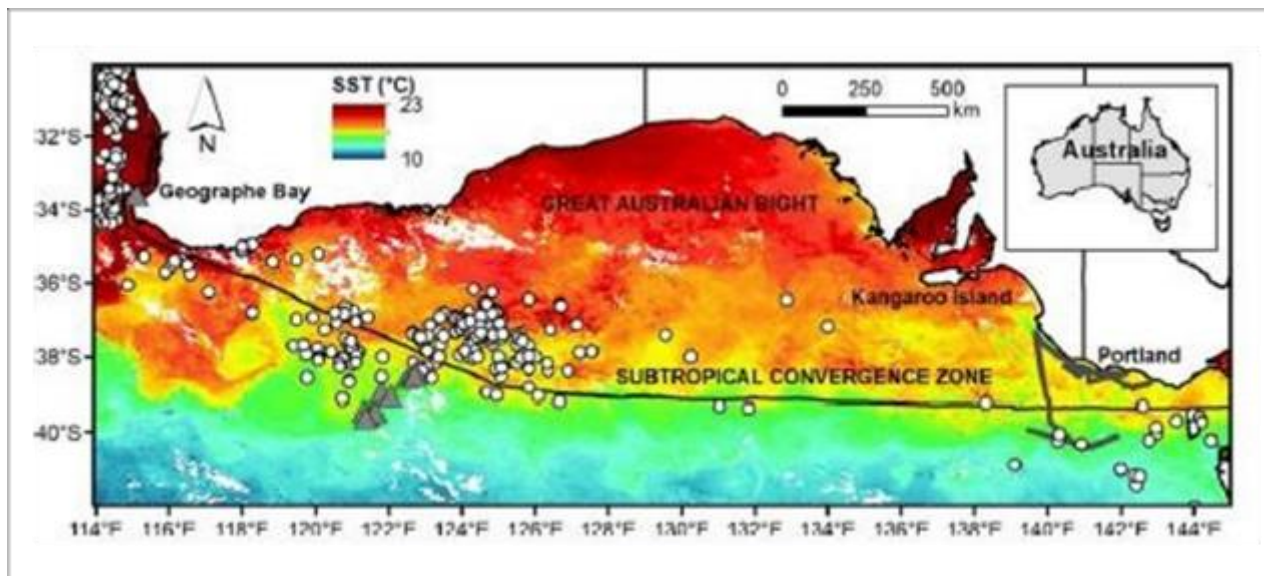 SST (°C)
23
10
N
0 250 500
km
Australia
32°S
34°S
36°S
38°S
40°S
Geographe Bay
GREAT AUSTRALIAN BIGHT
Kangaroo Island
Portland
SUBTROPICAL CONVERGENCE ZONE
114°E 116°E 118°E 120°E 122°E 124°E 126°E 128°E 130°E 132°E 134°E 136°E 138°E 140°E 142°E 144°E